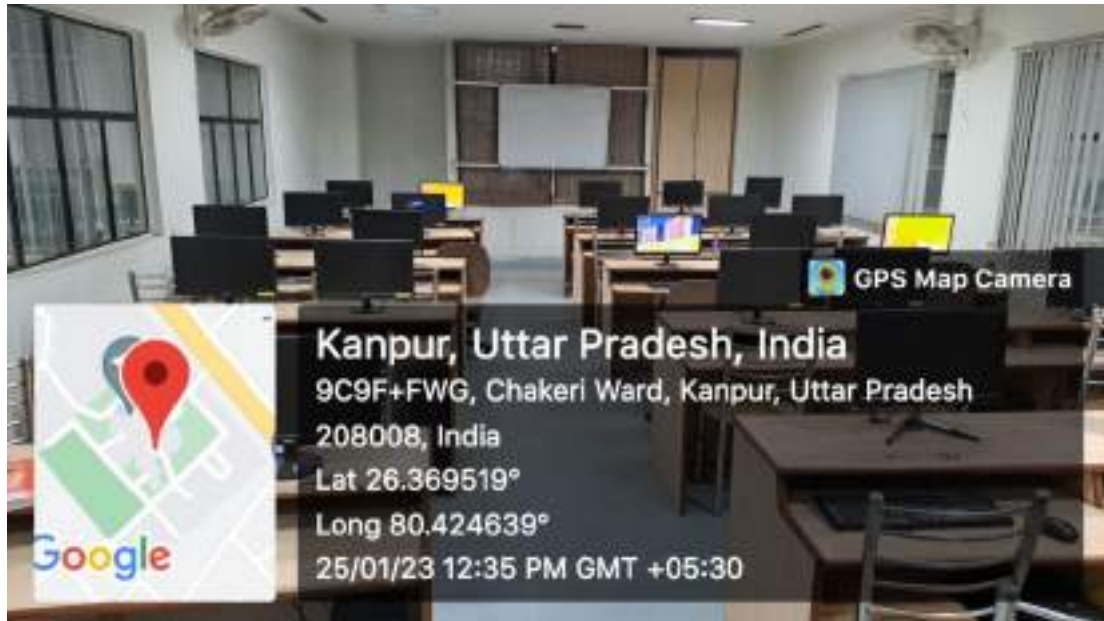 GPS Map Camera
Kanpur, Uttar Pradesh, India
9C9F+FWG, Chakeri Ward, Kanpur, Uttar Pradesh
208008, India
Lat 26.369519°
Long 80.424639°
25/01/23 12:35 PM GMT +05:30
Google